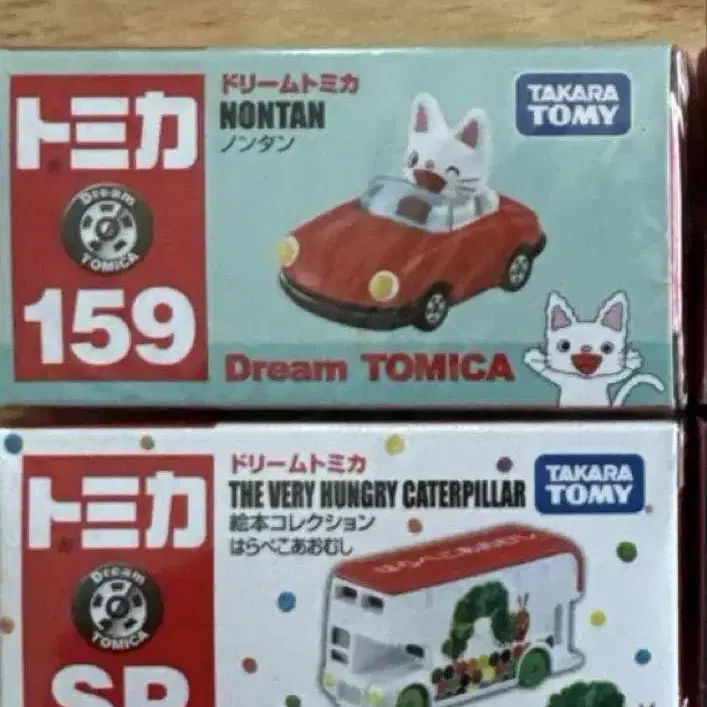 トミカ
Dream
TOMICA
159
ドリームトミカ
NONTAN
ノンタン
TAKARA
TOMY
Dream TOMICA
トミカ
Dream
TOMICA
SP
ドリームトミカ
THE VERY HUNGRY CATERPILLAR
絵本コレクション
はらぺこあおむし
TAKARA
TOMY
はらぺこあおむし